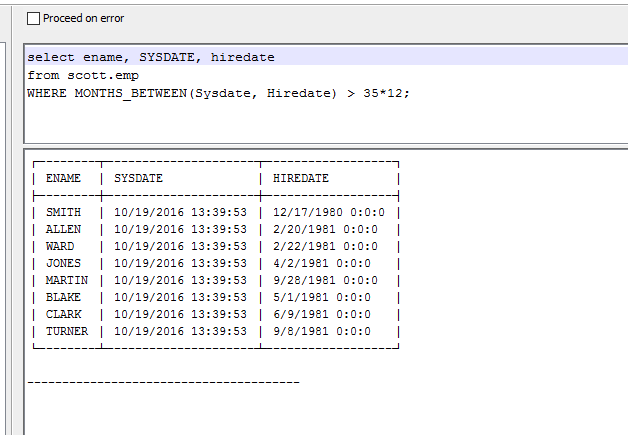 Proceed on error
select ename, SYSDATE, hiredate
from scott.emp
WHERE MONTHS_BETWEEN(Sysdate, Hiredate) > 35*12;
ENAME SYSDATE HIREDATE
SMITH 10/19/2016 13:39:53 12/17/1980 0:0:0
ALLEN 10/19/2016 13:39:53 2/20/1981 0:0:0
WARD 10/19/2016 13:39:53 2/22/1981 0:0:0
JONES 10/19/2016 13:39:53 4/2/1981 0:0:0
MARTIN 10/19/2016 13:39:53 9/28/1981 0:0:0
BLAKE 10/19/2016 13:39:53 5/1/1981 0:0:0
CLARK 10/19/2016 13:39:53 6/9/1981 0:0:0
TURNER 10/19/2016 13:39:53 9/8/1981 0:0:0